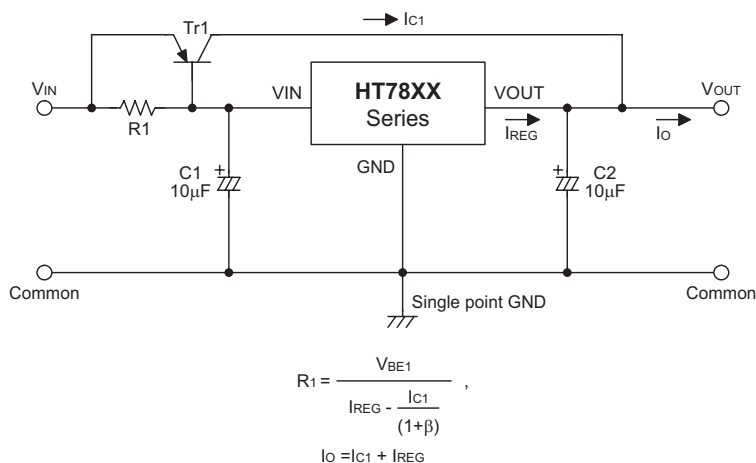 Tr1
IC1
VIN
R1
VIN
HT78XX
Series
VOUT
IREG
VOUT
IO
GND
C1
10μF
+
C2
10μF
+
Common
Single point GND
Common
R1 = VBE1 / (IREG - IC1 / (1+β)) ,
IO =IC1 + IREG